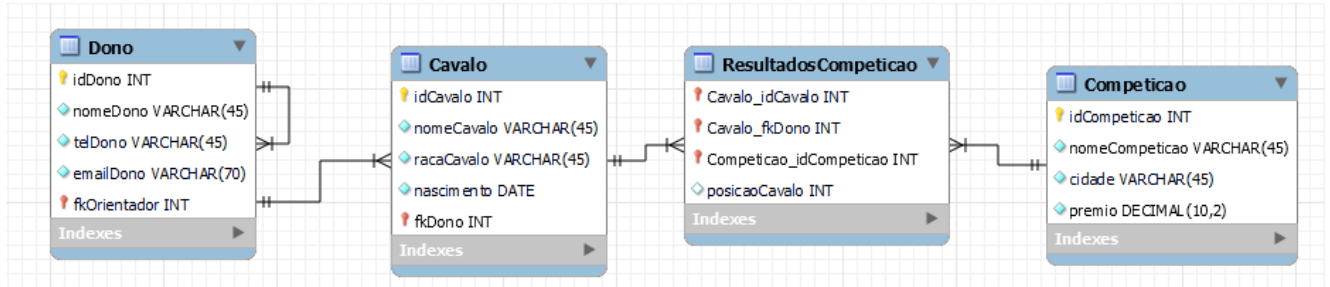 Dono
idDono INT
nomeDono VARCHAR(45)
telDono VARCHAR(45)
emailDono VARCHAR(70)
fkOrientador INT
Indexes
Cavalo
idCavalo INT
nomeCavalo VARCHAR(45)
racaCavalo VARCHAR(45)
nascimento DATE
fkDono INT
Indexes
ResultadosCompeticao
Cavalo_idCavalo INT
Cavalo_fkDono INT
Competicao_idCompeticao INT
posicaoCavalo INT
Indexes
Competicao
idCompeticao INT
nomeCompeticao VARCHAR(45)
cidade VARCHAR(45)
premio DECIMAL(10,2)
Indexes